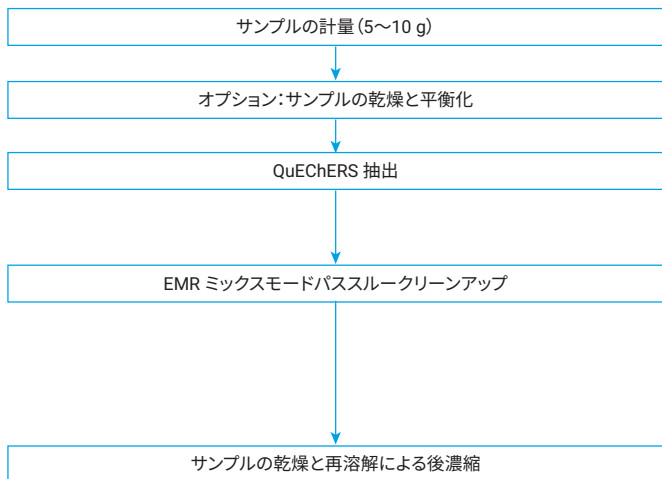 サンプルの計量（5～10 g）
オプション：サンプルの乾燥と平衡化
QuEChERS 抽出
EMR ミックスモードパススルークリーンアップ
サンプルの乾燥と再溶解による後濃縮